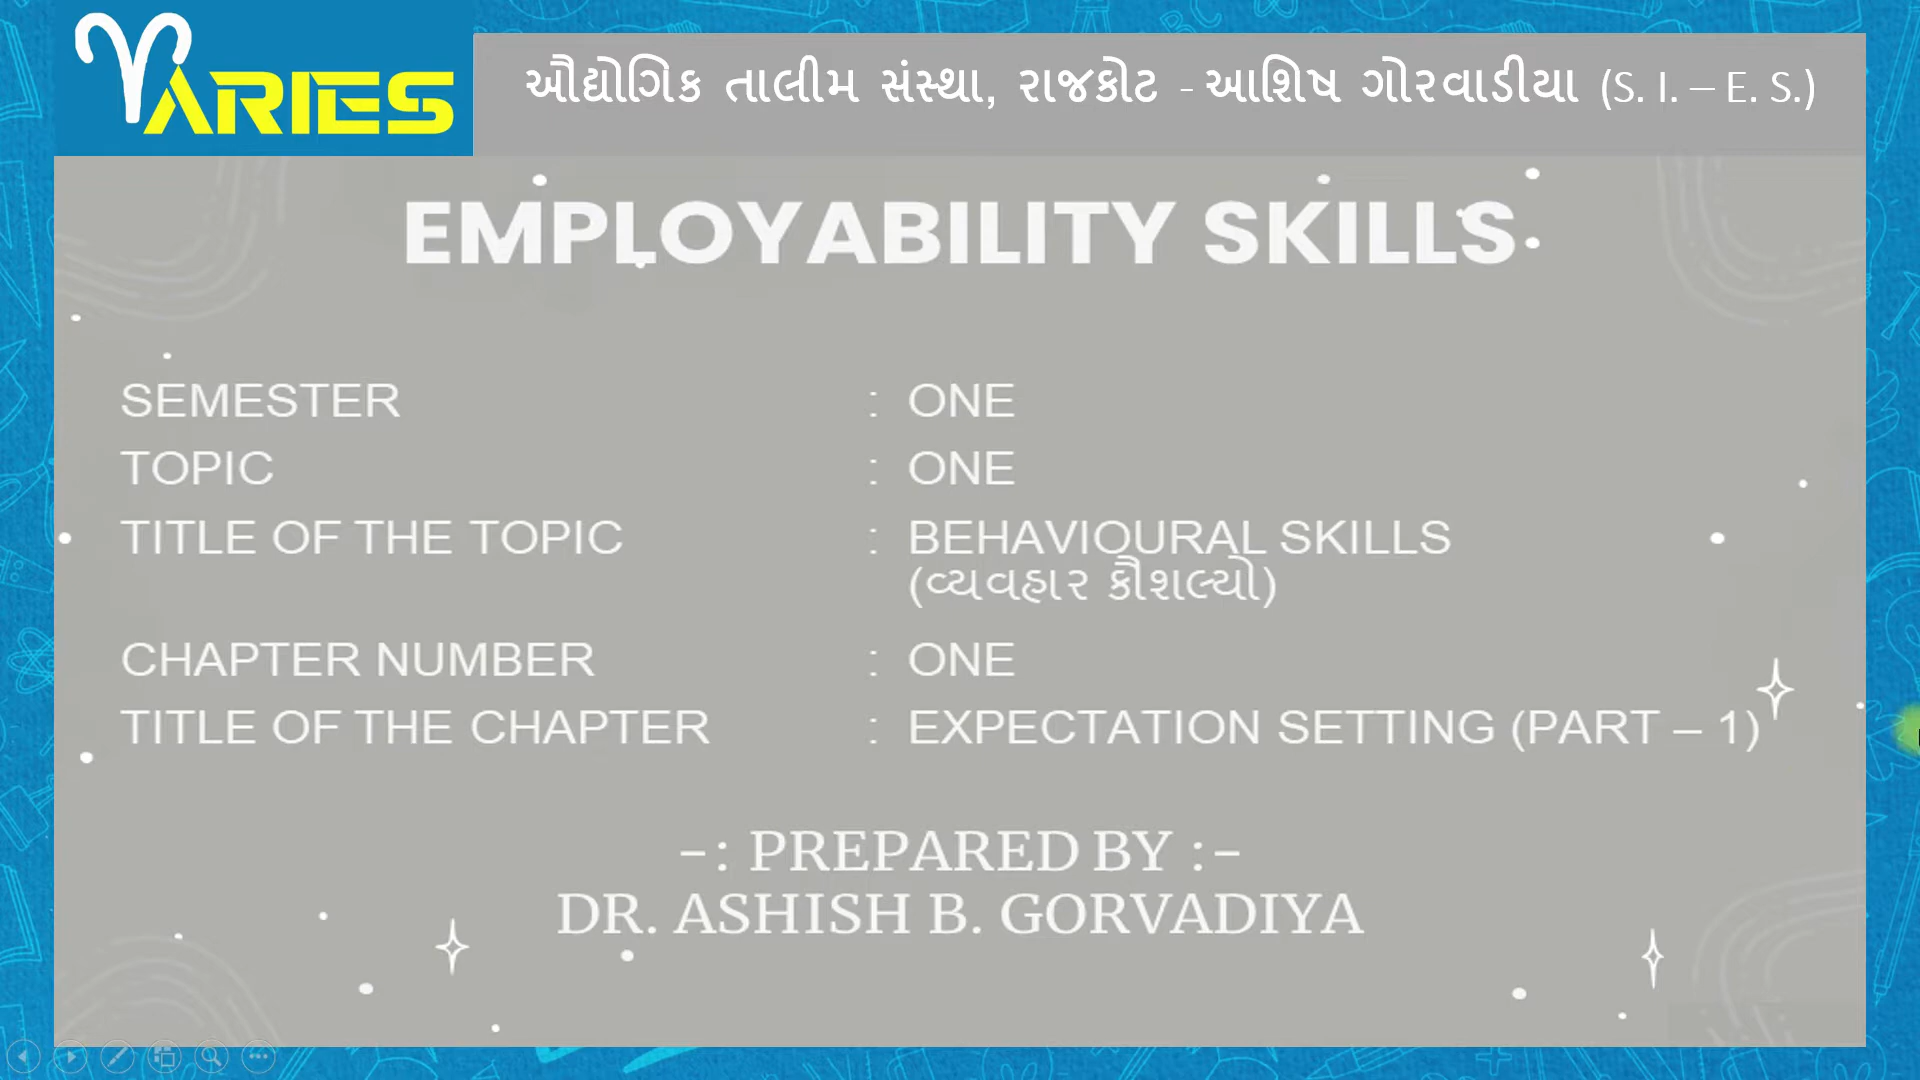 ARIES
ઔદ્યોગિક તાલીમ સંસ્થા, રાજકોટ - આશિષ ગોરવાડીયા (S. I. – E. S.)
EMPLOYABILITY SKILLS
SEMESTER : ONE
TOPIC : ONE
TITLE OF THE TOPIC : BEHAVIOURAL SKILLS
(વ્યવહાર કૌશલ્યો)
CHAPTER NUMBER : ONE
TITLE OF THE CHAPTER : EXPECTATION SETTING (PART – 1)
-: PREPARED BY :-
DR. ASHISH B. GORVADIYA